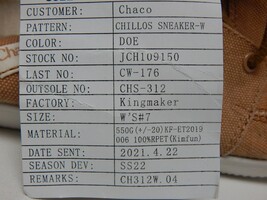 CUSTOMER: Chaco
PATTERN: CHILLOS SNEAKER-W
COLOR: DOE
STOCK NO: JCH109150
LAST NO: CW-176
OUTSOLE NO: CHS-312
FACTORY: Kingmaker
SIZE: W'S#7
MATERIAL: 550G(+/-20)KF-ET2019
006 100%RPET(Kimfun)
DATE SENT: 2021.4.22
SEASON DEV: SS22
REMARKS: CH312W.04